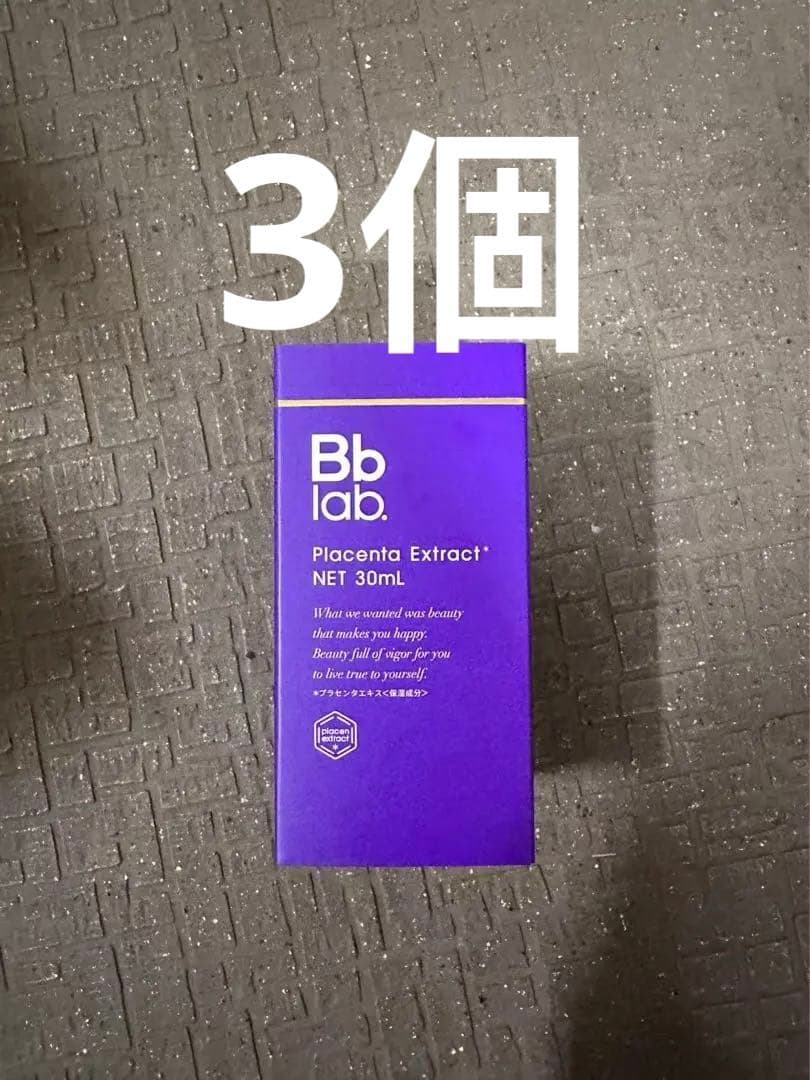 3個
Bb
lab.
Placenta Extract*
NET 30mL
What we wanted was beauty
that makes you happy.
Beauty full of vigor for you
to live true to yourself.
*プラセンタエキス<保湿成分>
placen
extract
*